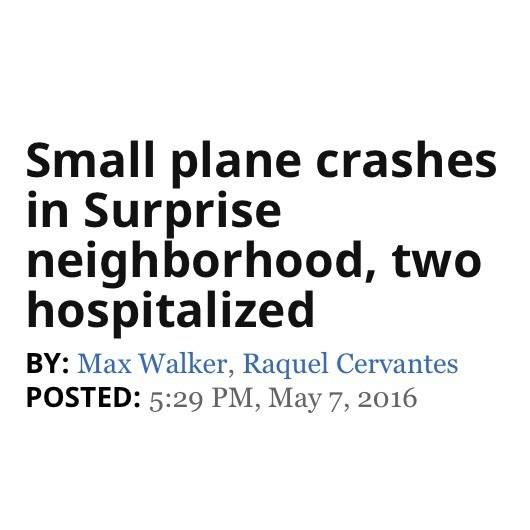 Small plane crashes
in Surprise
neighborhood, two
hospitalized
BY: Max Walker, Raquel Cervantes
POSTED: 5:29 PM, May 7, 2016